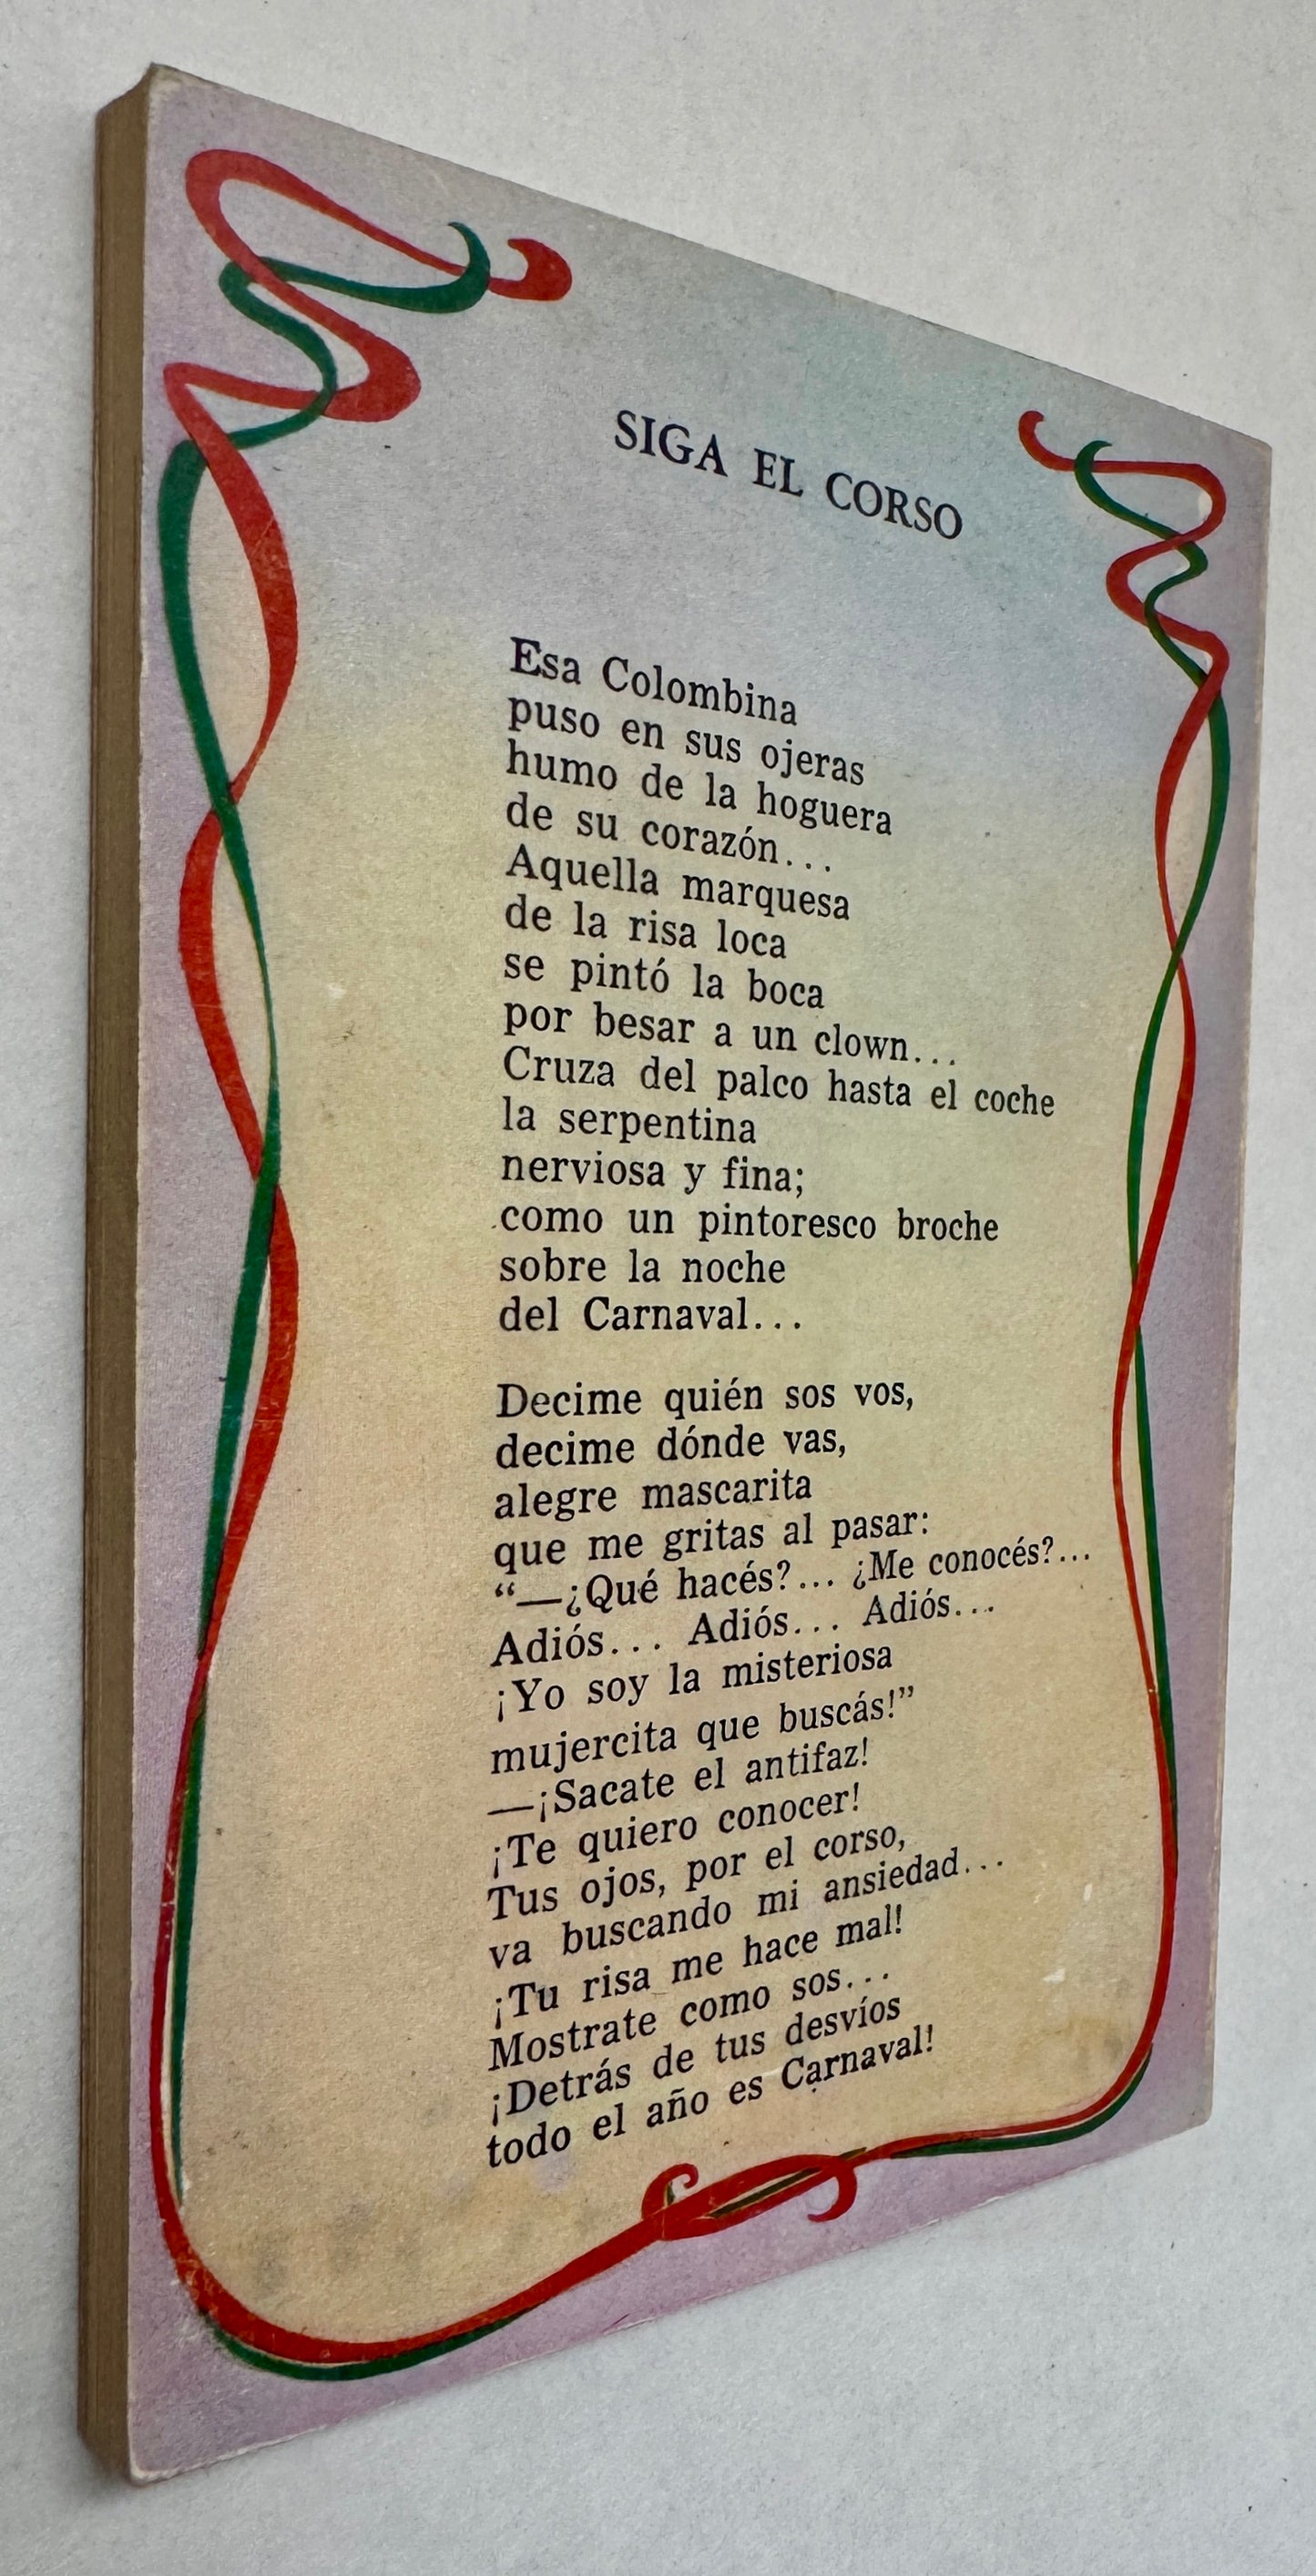 SIGA EL CORSO
Esa Colombina
puso en sus ojeras
humo de la hoguera
de su corazón...
Aquella marquesa
de la risa loca
se pintó la boca
por besar a un clown...
Cruza del palco hasta el coche
la serpentina
nerviosa y fina;
como un pintoresco broche
sobre la noche
del Carnaval...
Decime quién sos vos,
decime dónde vas,
alegre mascarita
que me gritas al pasar:
“—¿Qué hacés?... ¿Me conocés?...
Adiós... Adiós... Adiós...
¡Yo soy la misteriosa
mujercita que buscás!”
—¡Sacate el antifaz!
¡Te quiero conocer!
Tus ojos, por el corso,
va buscando mi ansiedad...
¡Tu risa me hace mal!
Mostrate como sos...
¡Detrás de tus desvíos
todo el año es Carnaval!